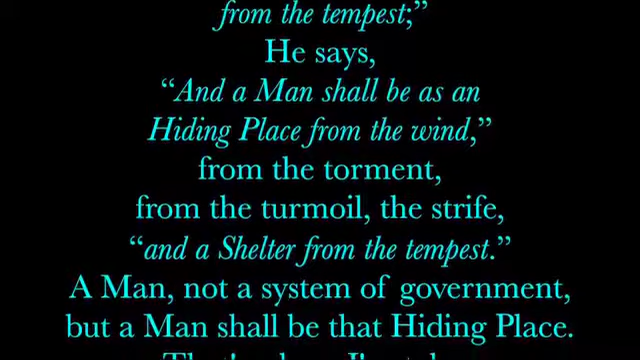 from the tempest;”
He says,
“And a Man shall be as an
Hiding Place from the wind,”
from the torment,
from the turmoil, the strife,
“and a Shelter from the tempest.”
A Man, not a system of government,
but a Man shall be that Hiding Place.